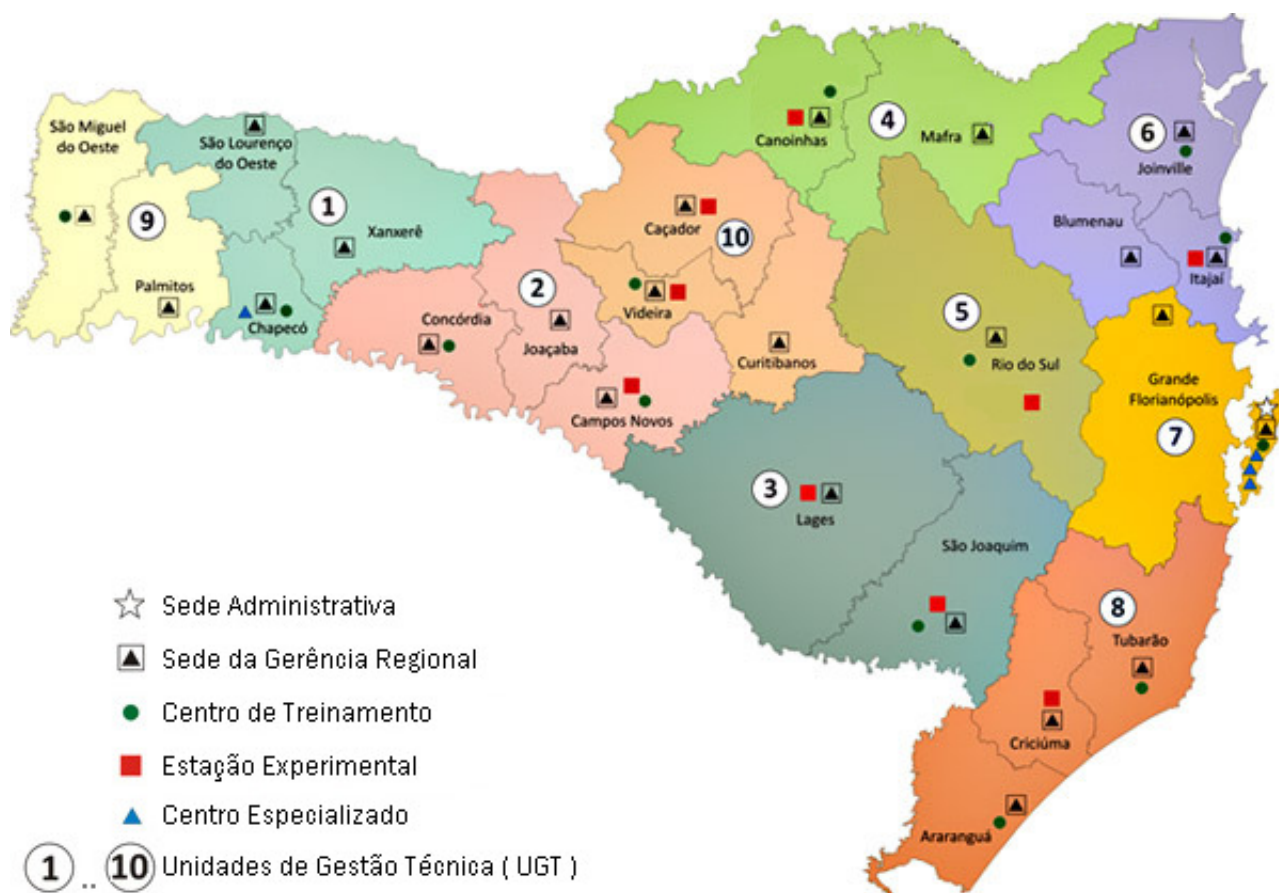 São Miguel
do Oeste
São Lourenço
do Oeste
9
1
Xanxerê
Palmitos
Chapecó
Canoinhas
4
Mafra
6
Joinville
Caçador
10
Blumenau
Itajaí
2
Videira
Concórdia
Joaçaba
Curitibanos
5
Rio do Sul
Campos Novos
Grande
Florianópolis
7
3
Lages
São Joaquim
8
Tubarão
Criciúma
Araranguá
Sede Administrativa
Sede da Gerência Regional
Centro de Treinamento
Estação Experimental
Centro Especializado
1 .. 10 Unidades de Gestão Técnica ( UGT )